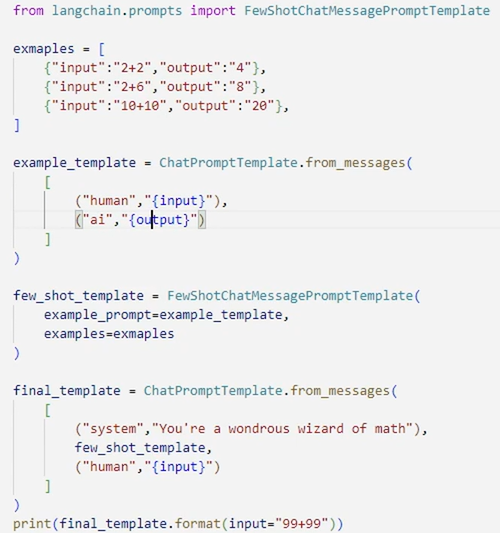 from langchain.prompts import FewShotChatMessagePromptTemplate
exmaples = [
    {"input":"2+2","output":"4"},
    {"input":"2+6","output":"8"},
    {"input":"10+10","output":"20"},
]
example_template = ChatPromptTemplate.from_messages(
    [
        ("human","{input}"),
        ("ai","{output}")
    ]
)
few_shot_template = FewShotChatMessagePromptTemplate(
    example_prompt=example_template,
    examples=exmaples
)
final_template = ChatPromptTemplate.from_messages(
    [
        ("system","You're a wondrous wizard of math"),
        few_shot_template,
        ("human","{input}")
    ]
)
print(final_template.format(input="99+99"))